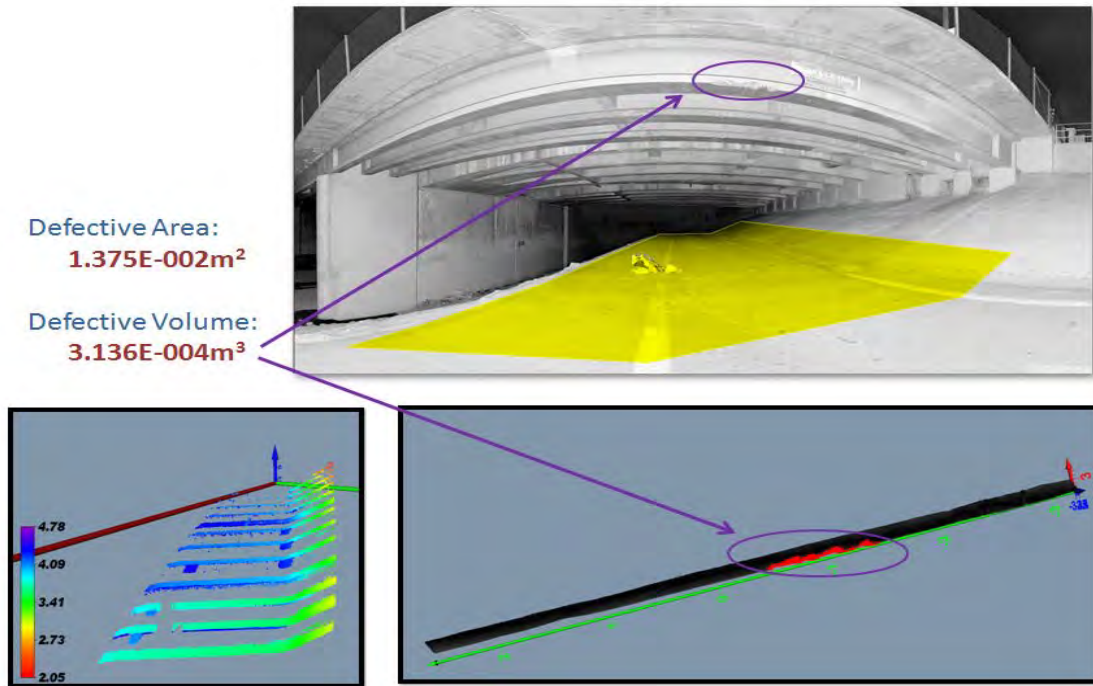 Defective Area:
1.375E-002m²
Defective Volume:
3.136E-004m³
4.78
4.09
3.41
2.73
2.05
3